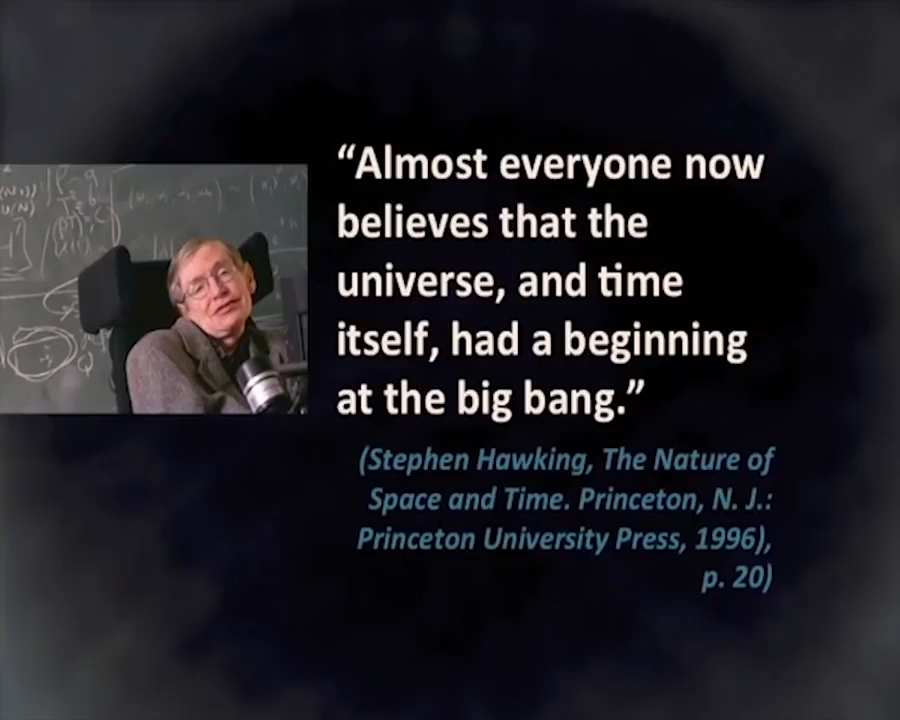 “Almost everyone now
believes that the
universe, and time
itself, had a beginning
at the big bang.”
(Stephen Hawking, The Nature of
Space and Time. Princeton, N. J.:
Princeton University Press, 1996),
p. 20)